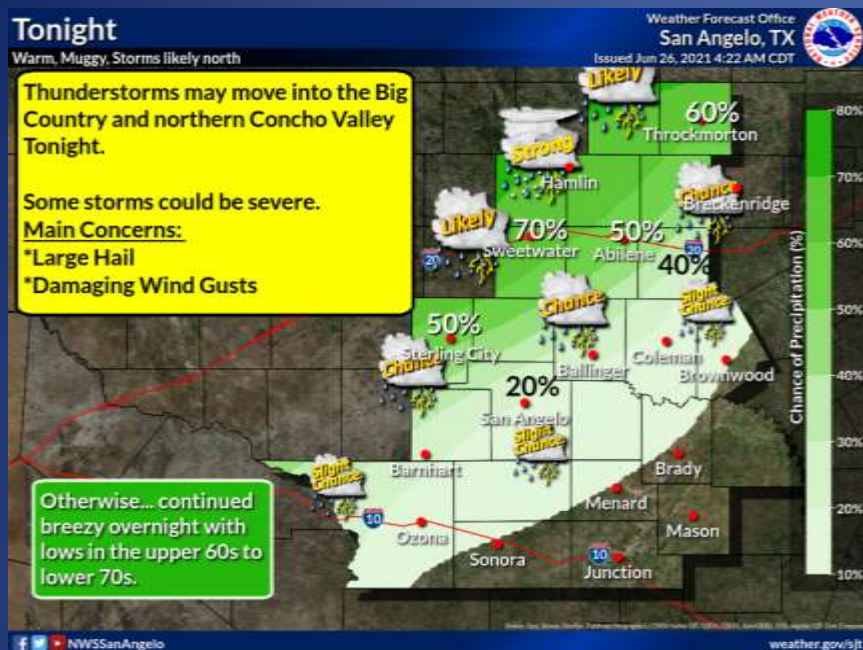 Tonight
Weather Forecast Office
San Angelo, TX
Warm, Muggy, Storms likely north
Issued Jun 26, 2021 4:22 AM CDT
Thunderstorms may move into the Big
Country and northern Concho Valley
Tonight.
Some storms could be severe.
Main Concerns:
*Large Hail
*Damaging Wind Gusts
Likely
60%
Throckmorton
Strong
Hamlin
Chance
Breckenridge
Likely
70%
Sweetwater
50%
Abilene
20
20
40%
Chance
Slight
Chance
50%
Sterling City
Chance
Ballinger
Coleman
Brownwood
20%
San Angelo
Slight
Chance
Barnhart
Brady
Slight
Chance
Menard
10
Ozona
Mason
Sonora
10
Junction
Otherwise... continued
breezy overnight with
lows in the upper 60s to
lower 70s.
Chance of Precipitation (%)
80%
70%
60%
50%
40%
30%
20%
10%
NWSSanAngelo
weather.gov/sjt